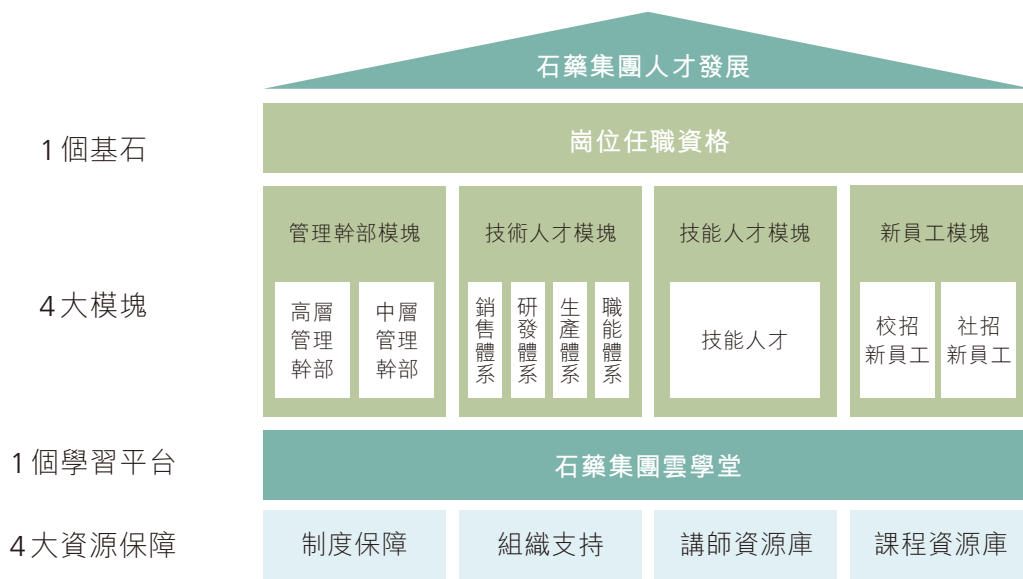 石藥集團人才發展
1個基石
崗位任職資格
4大模塊
管理幹部模塊
高層
管理
幹部
中層
管理
幹部
技術人才模塊
銷售體系
研發體系
生產體系
職能體系
技能人才模塊
技能人才
新員工模塊
校招
新員工
社招
新員工
1個學習平台
石藥集團雲學堂
4大資源保障
制度保障
組織支持
講師資源庫
課程資源庫